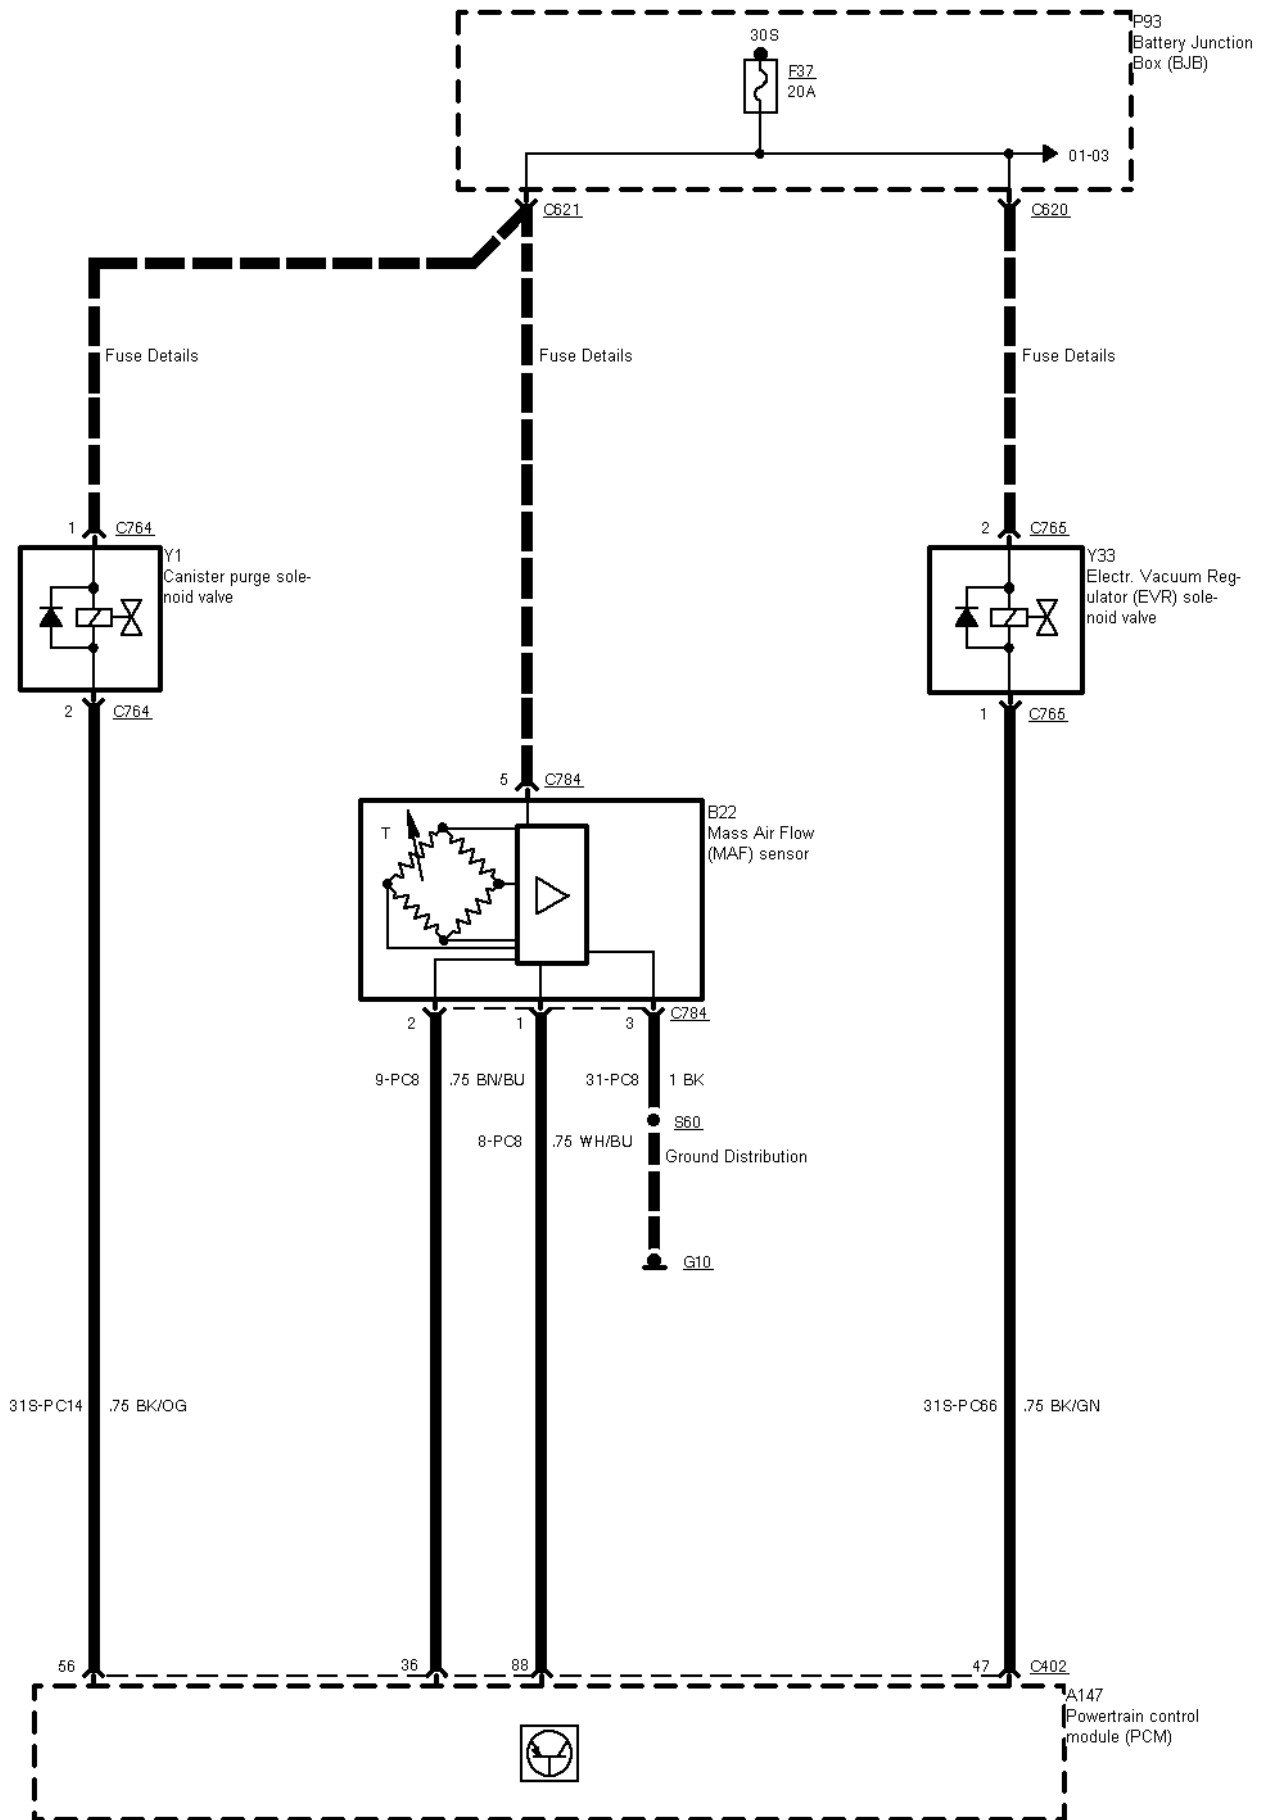 P93
Battery Junction
Box (BJB)
30S
F37
20A
01-03
C621
C620
Fuse Details
Fuse Details
Fuse Details
1
C764
2
C765
Y1
Canister purge sole-
noid valve
Y33
Electr. Vacuum Reg-
ulator (EVR) sole-
noid valve
2
C764
1
C765
5
C784
B22
Mass Air Flow
(MAF) sensor
T
2
1
3
C784
9-PC8
.75 BN/BU
31-PC8
1 BK
S60
8-PC8
.75 WH/BU
Ground Distribution
G10
31S-PC14
.75 BK/OG
31S-PC66
.75 BK/GN
56
36
88
47
C402
A147
Powertrain control
module (PCM)